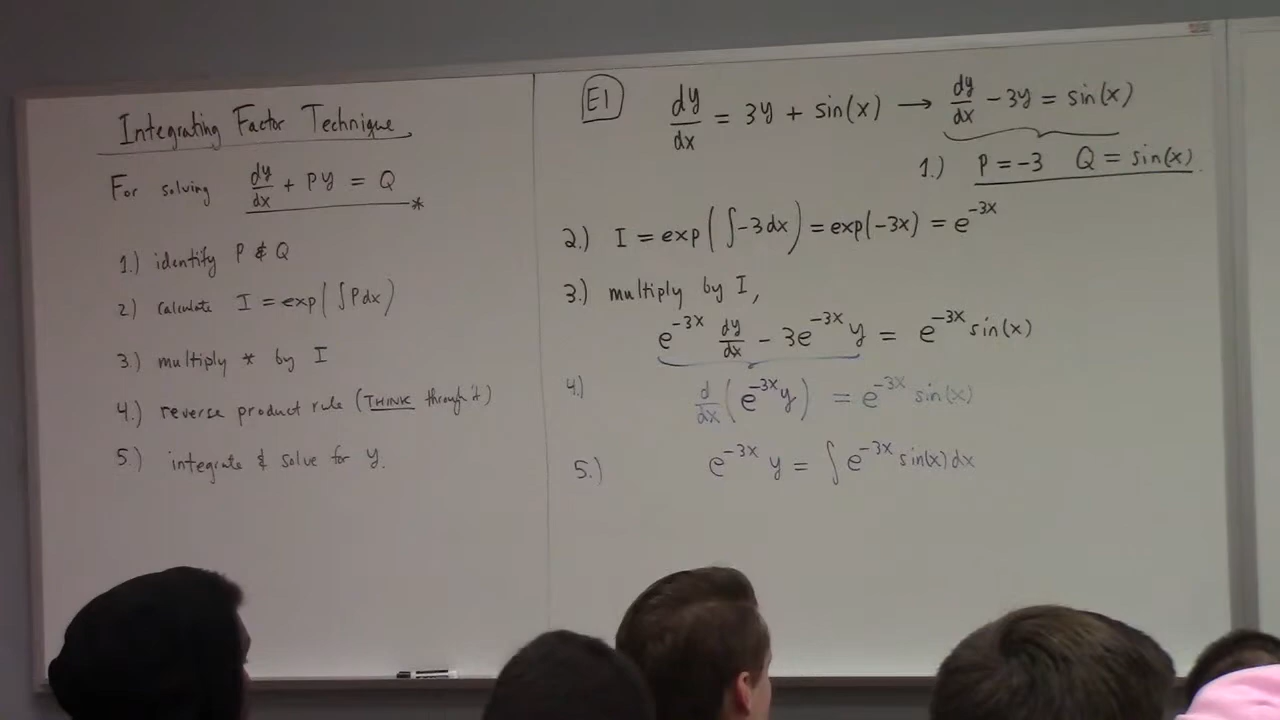 Integrating Factor Technique
For solving dy/dx + Py = Q *
1.) identify P & Q
2.) calculate I = exp(∫Pdx)
3.) multiply * by I
4.) reverse product rule (THINK through it)
5.) integrate & solve for y.
E1 dy/dx = 3y + sin(x) → dy/dx - 3y = sin(x)
1.) P = -3 Q = sin(x)
2.) I = exp(∫-3dx) = exp(-3x) = e^{-3x}
3.) multiply by I,
e^{-3x} dy/dx - 3e^{-3x} y = e^{-3x} sin(x)
4.) d/dx (e^{-3x} y) = e^{-3x} sin(x)
5.) e^{-3x} y = ∫ e^{-3x} sin(x) dx